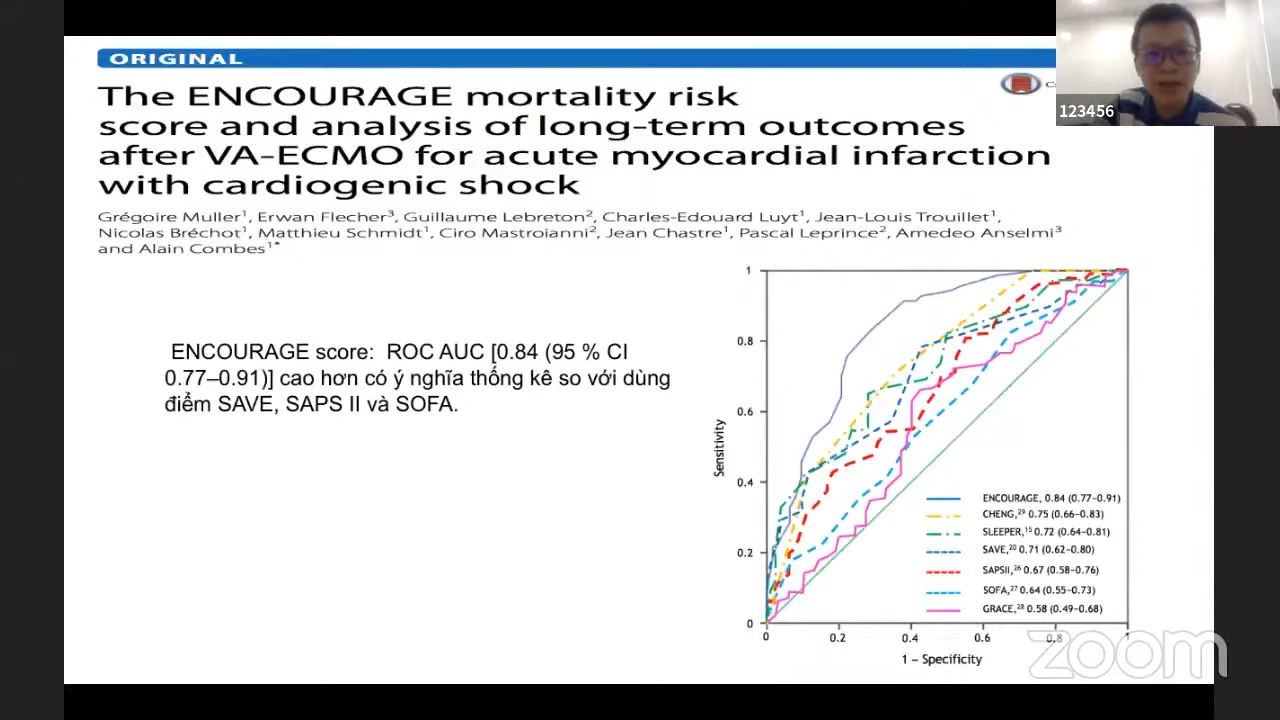 ORIGINAL
The ENCOURAGE mortality risk
score and analysis of long-term outcomes
after VA-ECMO for acute myocardial infarction
with cardiogenic shock
Grégoire Muller¹, Erwan Flecher³, Guillaume Lebreton², Charles-Edouard Luyt¹, Jean-Louis Trouillet¹,
Nicolas Bréchot¹, Matthieu Schmidt¹, Ciro Mastroianni², Jean Chastre¹, Pascal Leprince², Amedeo Anselmi³
and Alain Combes¹*
123456
ENCOURAGE score: ROC AUC [0.84 (95 % CI
0.77–0.91)] cao hơn có ý nghĩa thống kê so với dùng
điểm SAVE, SAPS II và SOFA.
Sensitivity
1
0.8
0.6
0.4
0.2
0
ENCOURAGE, 0.84 (0.77–0.91)
CHENG,²⁹ 0.75 (0.66–0.83)
SLEEPER,¹⁵ 0.72 (0.64–0.81)
SAVE,²⁰ 0.71 (0.62–0.80)
SAPSII,²⁶ 0.67 (0.58–0.76)
SOFA,²⁷ 0.64 (0.55–0.73)
GRACE,²⁸ 0.58 (0.49–0.68)
0 0.2 0.4 0.6 0.8 1
1 – Specificity
zoom